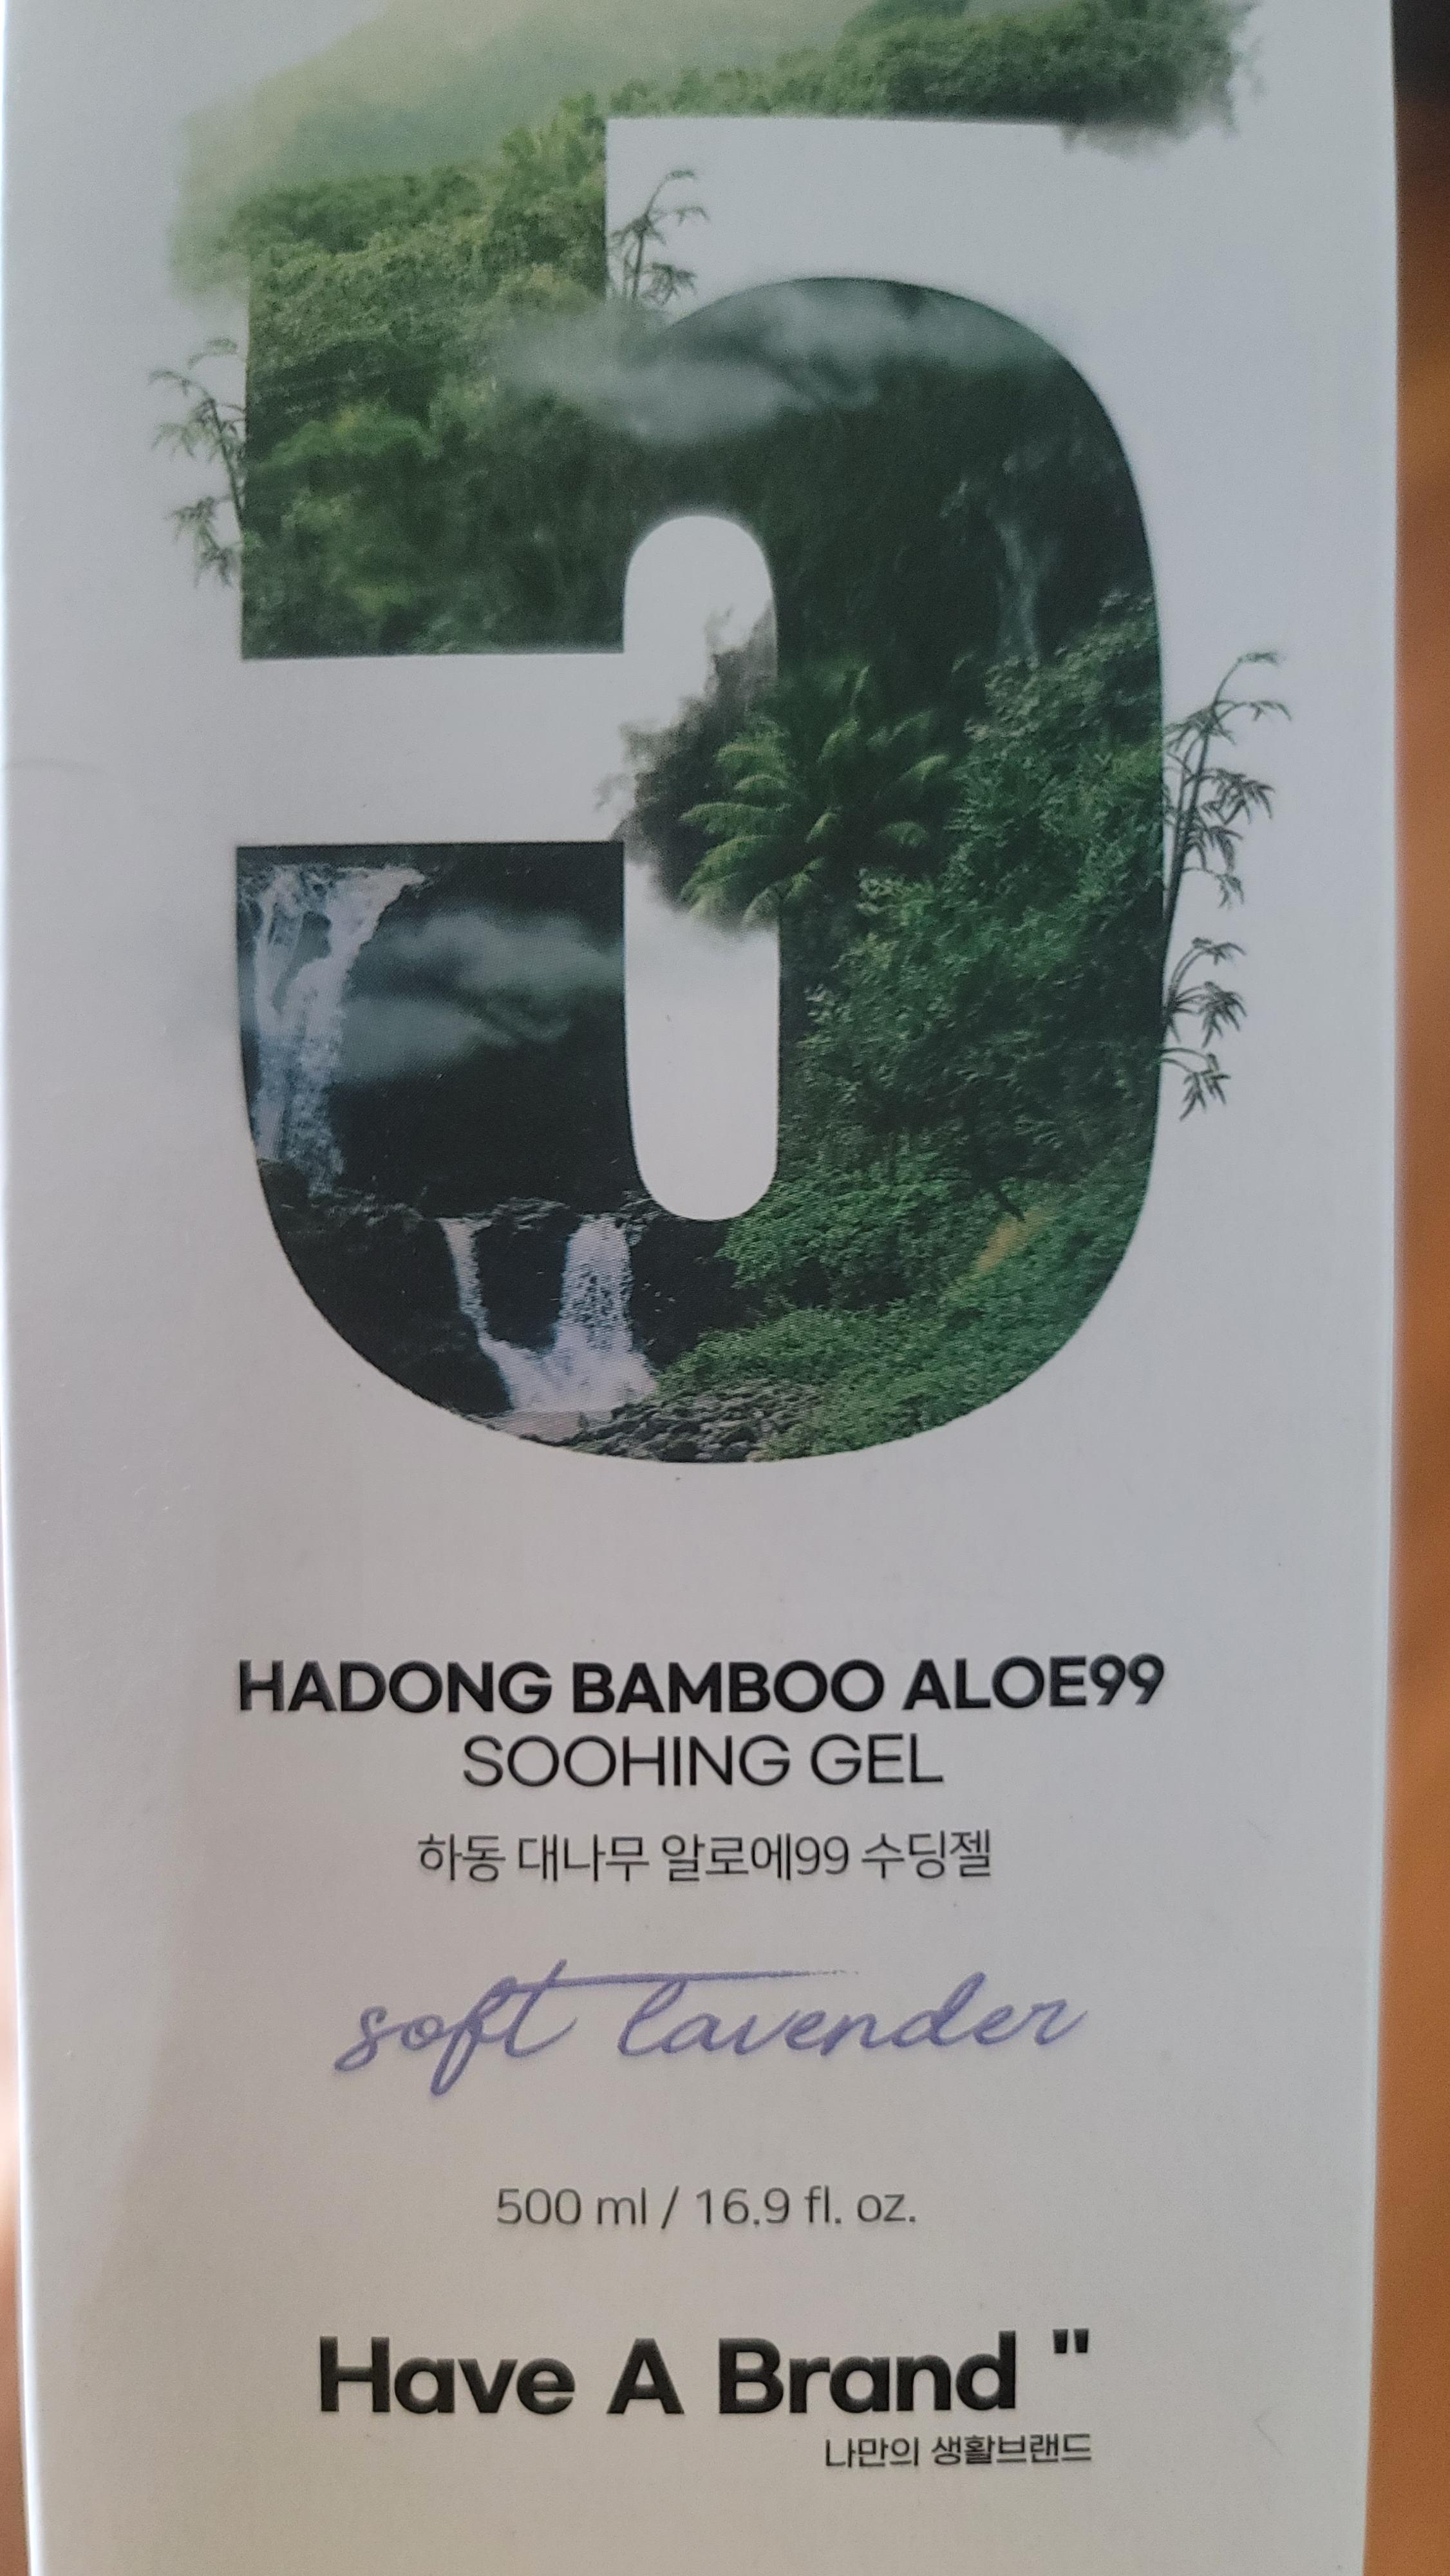 5
HADONG BAMBOO ALOE99
SOOHING GEL
하동 대나무 알로에99 수딩젤
soft lavender
500 ml / 16.9 fl. oz.
Have A Brand "
나만의 생활브랜드